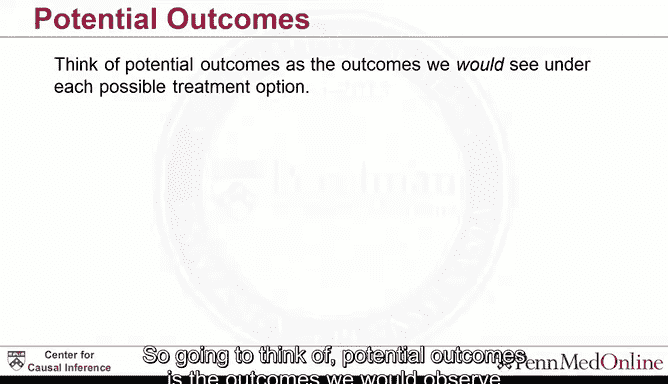 Potential Outcomes
Think of potential outcomes as the outcomes we would see under
each possible treatment option.
Center for
Causal Inference
So going to think of, potential outcomes
is the outcomes we would observe
PennMedOnline